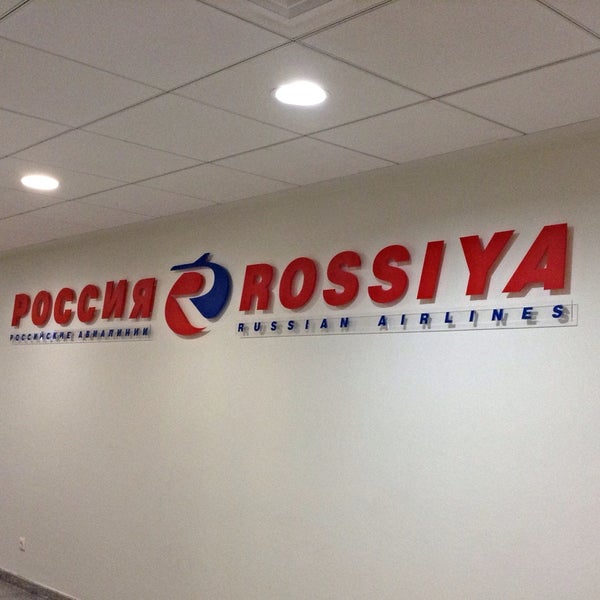 РОССИЯ
РОССИЙСКИЕ АВИАЛИНИИ
ROSSIYA
RUSSIAN AIRLINES